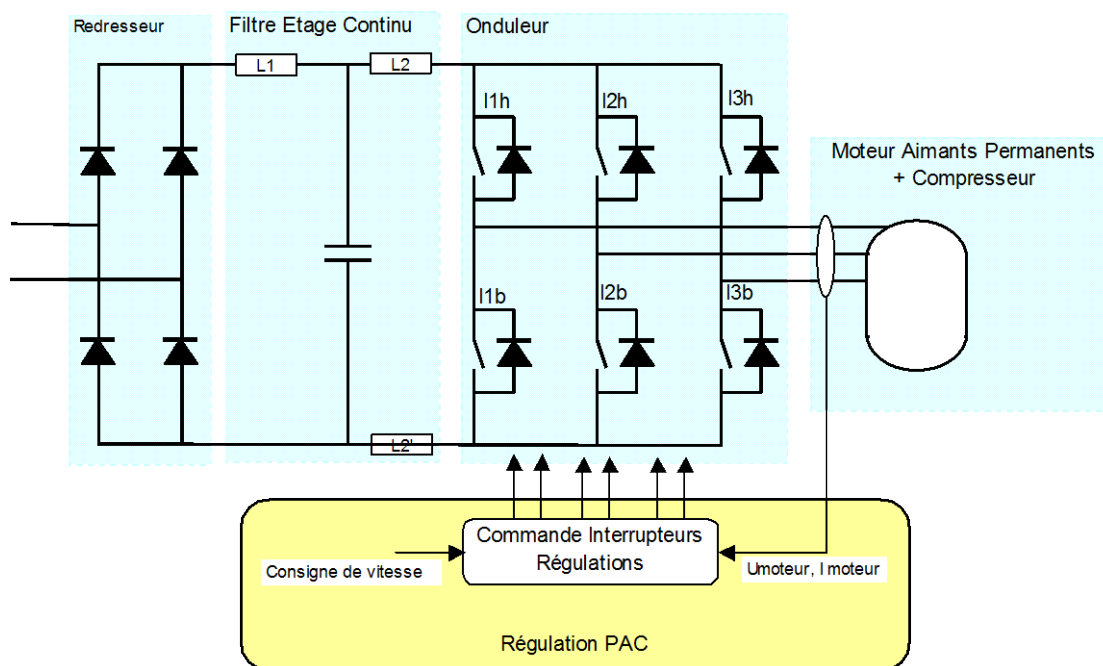 Redresseur
Filtre Etage Continu
Onduleur
L1
L2
I1h
I2h
I3h
Moteur Aimants Permanents
+ Compresseur
I1b
I2b
I3b
L2'
Commande Interrupteurs
Régulations
Consigne de vitesse
Umoteur, I moteur
Régulation PAC